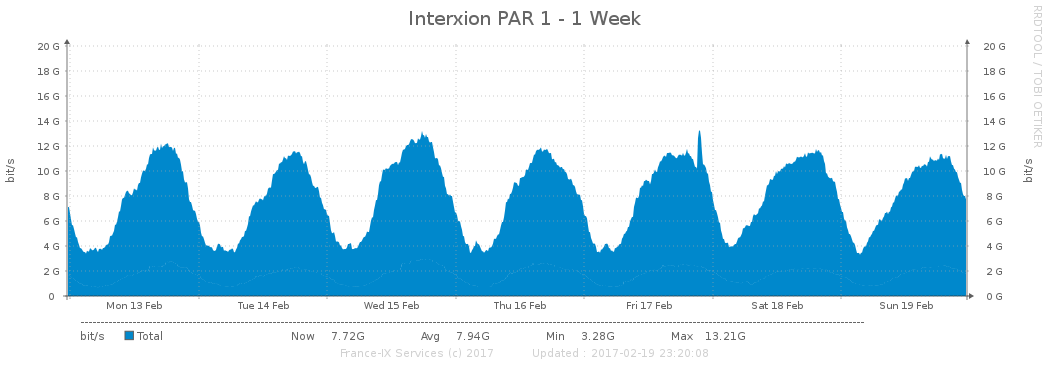 Interxion PAR 1 - 1 Week
RRDTOOL / TOBI OETIKER
20 G 20 G
18 G 18 G
16 G 16 G
14 G 14 G
12 G 12 G
10 G 10 G
8 G 8 G
6 G 6 G
4 G 4 G
2 G 2 G
0 0 G
bit/s
bit/s
Mon 13 Feb Tue 14 Feb Wed 15 Feb Thu 16 Feb Fri 17 Feb Sat 18 Feb Sun 19 Feb
bit/s Total Now 7.72G Avg 7.94G Min 3.28G Max 13.21G
France-IX Services (c) 2017 Updated : 2017-02-19 23:20:08